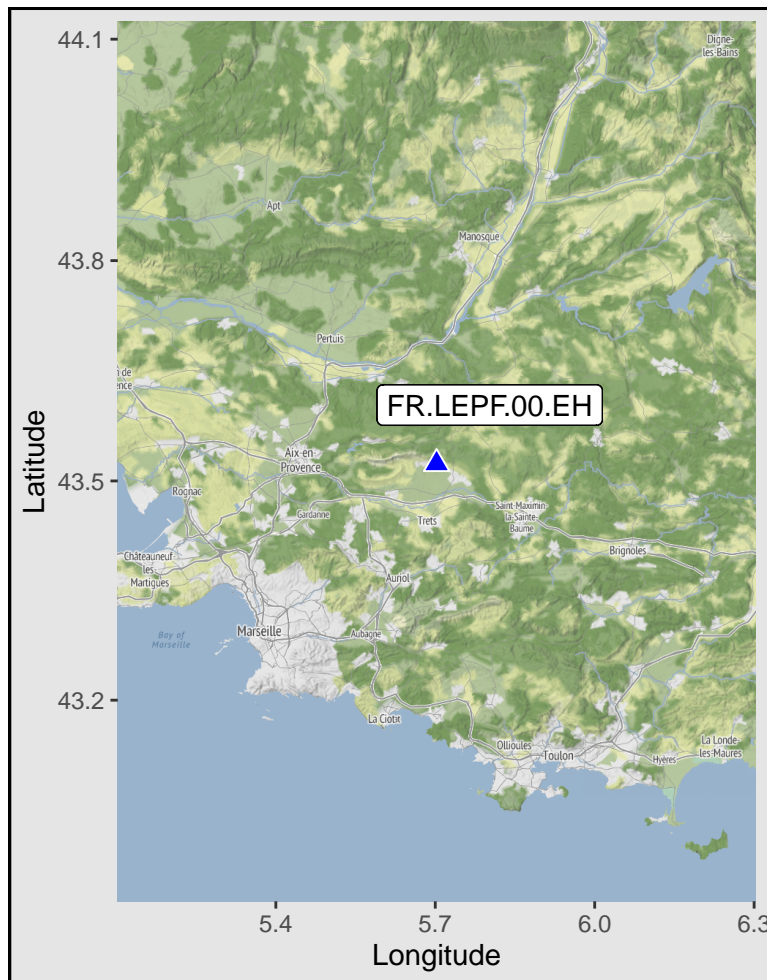 44.1
Digne-
les-Bains
Apt
Manosque
43.8
Pertuis
n de
ence
FR.LEPF.00.EH
Latitude
43.5
Aix-en-
Provence
Rognac
Gardanne
Trets
Saint-Maximin-
la-Sainte-
Baume
Brignoles
Châteauneuf-
les-
Martigues
Auriol
Marseille
Aubagne
Bay of
Marseille
43.2
La Ciotit
Ollioules
Toulon
Hyères
La Londe-
les-Maures
5.4
5.7
6.0
6.3
Longitude